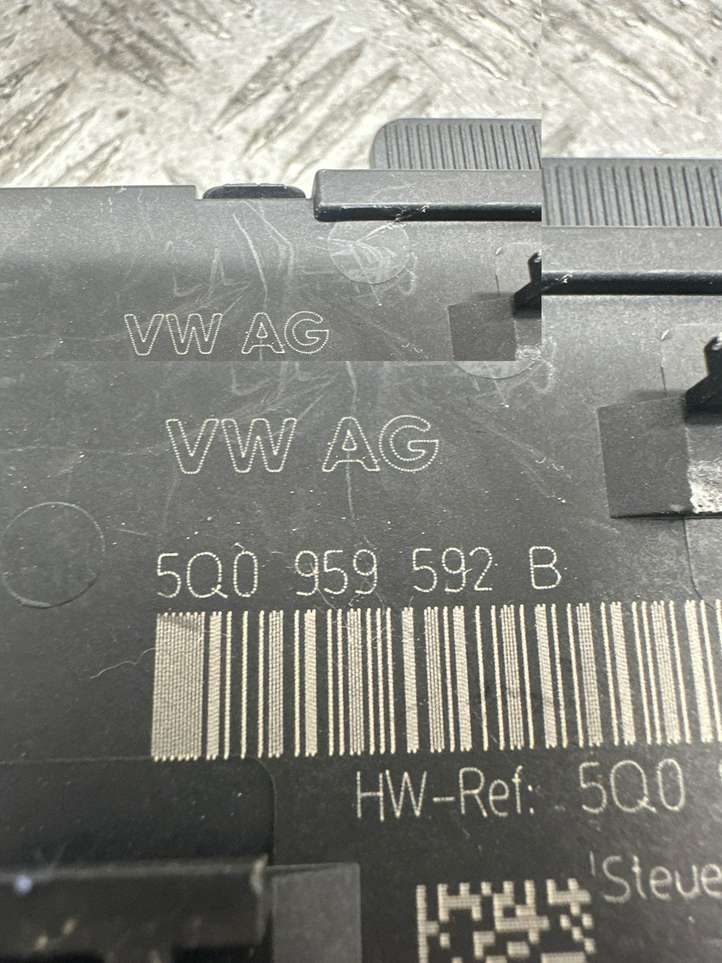 VW AG
VW AG
5Q0 959 592 B
HW-Ref: 5Q0
'Steue